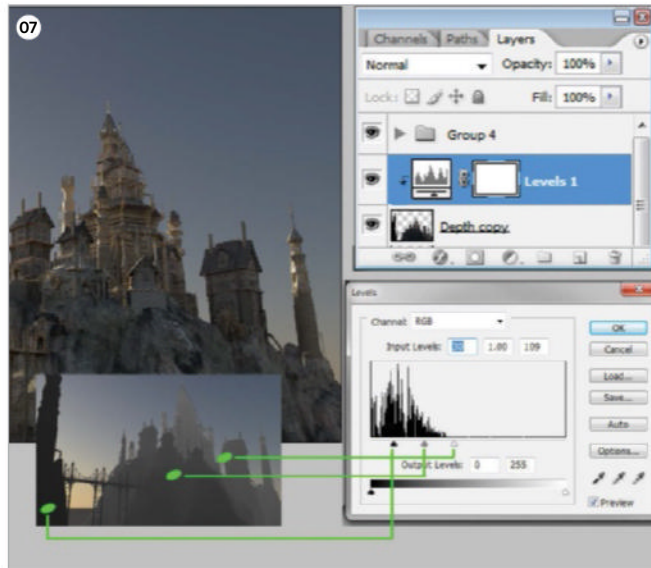 07
Channels Paths Layers
Normal Opacity: 100%
Lock: Fill: 100%
Group 4
Levels 1
Depth copy
Levels
Channel: RGB
OK
Input Levels: 1.00 109
Cancel
Load...
Save...
Auto
Options...
Output Levels: 0 255
Preview